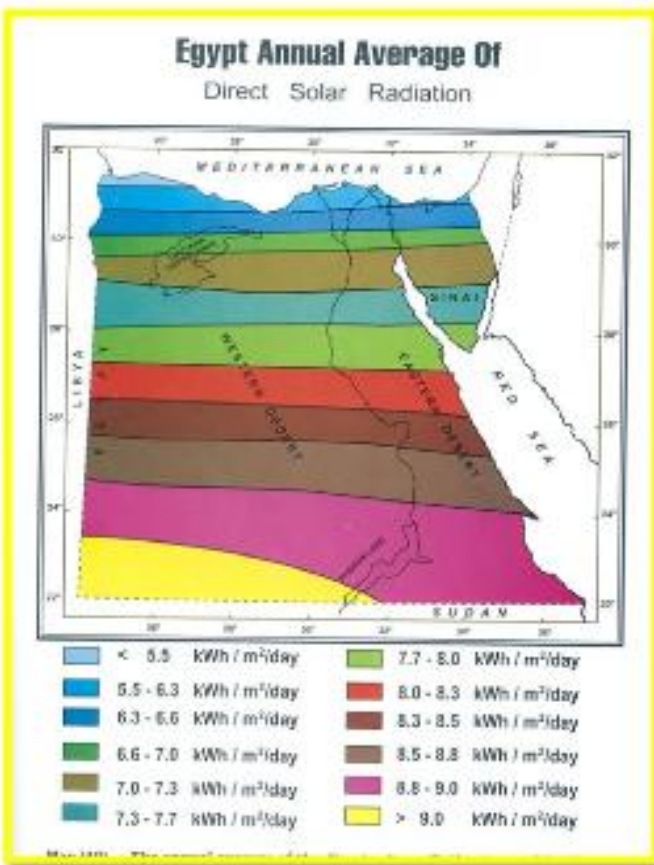 Egypt Annual Average Of
Direct Solar Radiation
MEDITERRANEAN SEA
SINAI
LIBYA
WESTERN DESERT
EASTERN DESERT
RED SEA
SUDAN
< 5.5 kWh / m²/day
5.5 - 6.3 kWh / m²/day
6.3 - 6.6 kWh / m²/day
6.6 - 7.0 kWh / m²/day
7.0 - 7.3 kWh / m²/day
7.3 - 7.7 kWh / m²/day
7.7 - 8.0 kWh / m²/day
8.0 - 8.3 kWh / m²/day
8.3 - 8.5 kWh / m²/day
8.5 - 8.8 kWh / m²/day
8.8 - 9.0 kWh / m²/day
> 9.0 kWh / m²/day